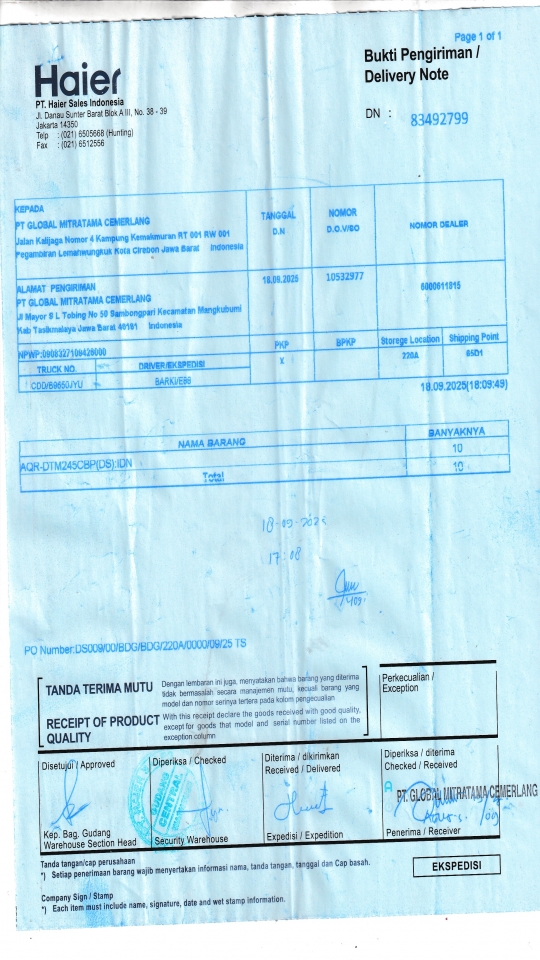 Page 1 of 1
Haier
Bukti Pengiriman /
Delivery Note
PT. Haier Sales Indonesia
Jl. Danau Sunter Barat Blok A III, No. 38 - 39
Jakarta 14350
Telp : (021) 6505668 (Hunting)
Fax : (021) 6512556
DN : 83492799
KEPADA
PT GLOBAL MITRATAMA CEMERLANG
Jalan Kalijaga Nomor 4 Kampung Kemakmuran RT 001 RW 001
Pegambiran Lemahwungkuk Kota Cirebon Jawa Barat Indonesia
TANGGAL
D.N
NOMOR
D.O./SO
NOMOR DEALER
ALAMAT PENGIRIMAN
PT GLOBAL MITRATAMA CEMERLANG
Jl Mayor S L Tobing No 50 Sambongpari Kecamatan Mangkubumi
Kab Tasikmalaya Jawa Barat 40191 Indonesia
18.09.2025
10532977
6000611815
NPWP:0908327109426000
PKP
BPKP
Storege Location
Shipping Point
TRUCK NO.
DRIVER/EKSPEDISI
X
220A
65D1
CDD/B9650JYU
BARKI/E88
18.09.2025(18:09:49)
NAMA BARANG
BANYAKNYA
AQR-DTM245CBP(DS):IDN
10
Total
10
18-09-2025
17:08
PO Number:DS009/00/BDG/BDG/220A/0000/09/25 TS
TANDA TERIMA MUTU
Dengan lembaran ini juga, menyatakan bahwa barang yang diterima
tidak bermasalah secara manajemen mutu, kecuali barang yang
model dan nomor serinya tertera pada kolom pengecualian
RECEIPT OF PRODUCT
QUALITY
With this receipt declare the goods received with good quality,
except for goods that model and serial number listed on the
exception column
Perkecualian /
Exception
Disetujui / Approved
Diperiksa / Checked
Diterima / dikirimkan
Received / Delivered
Diperiksa / diterima
Checked / Received
GUDANG
CENTRAL
PT. GLOBAL MITRATAMA CEMERLANG
Kep. Bag. Gudang
Warehouse Section Head
Security Warehouse
Expedisi / Expedition
Penerima / Receiver
Tanda tangan/cap perusahaan
*) Setiap penerimaan barang wajib menyertakan informasi nama, tanda tangan, tanggal dan Cap basah.
EKSPEDISI
Company Sign / Stamp
*) Each item must include name, signature, date and wet stamp information.